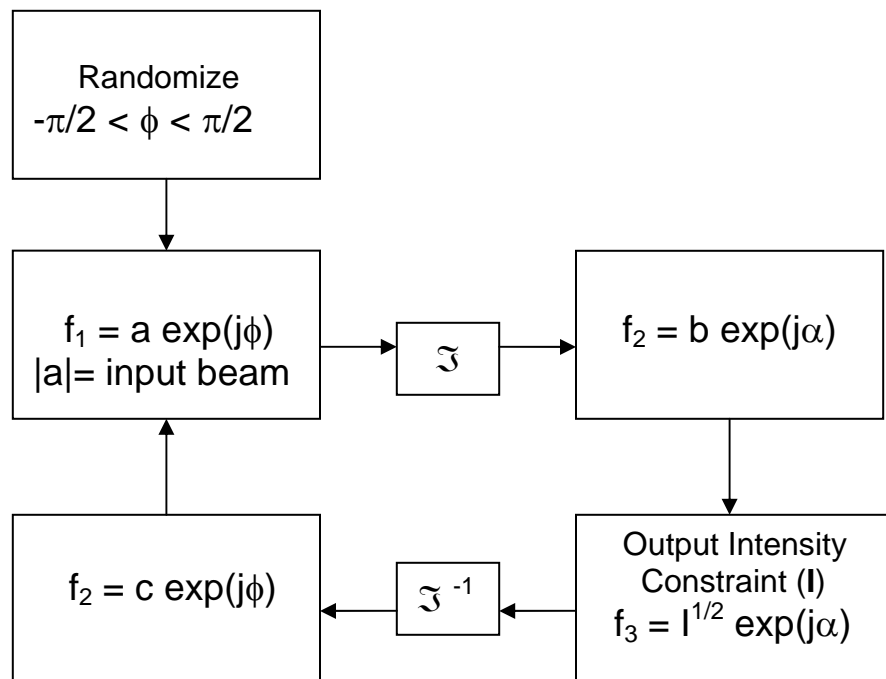 Randomize
-π/2 < ϕ < π/2
f₁ = a exp(jϕ)
|a|= input beam
ℑ
f₂ = b exp(jα)
Output Intensity
Constraint (I)
f₃ = I^1/2 exp(jα)
ℑ -1
f₂ = c exp(jϕ)